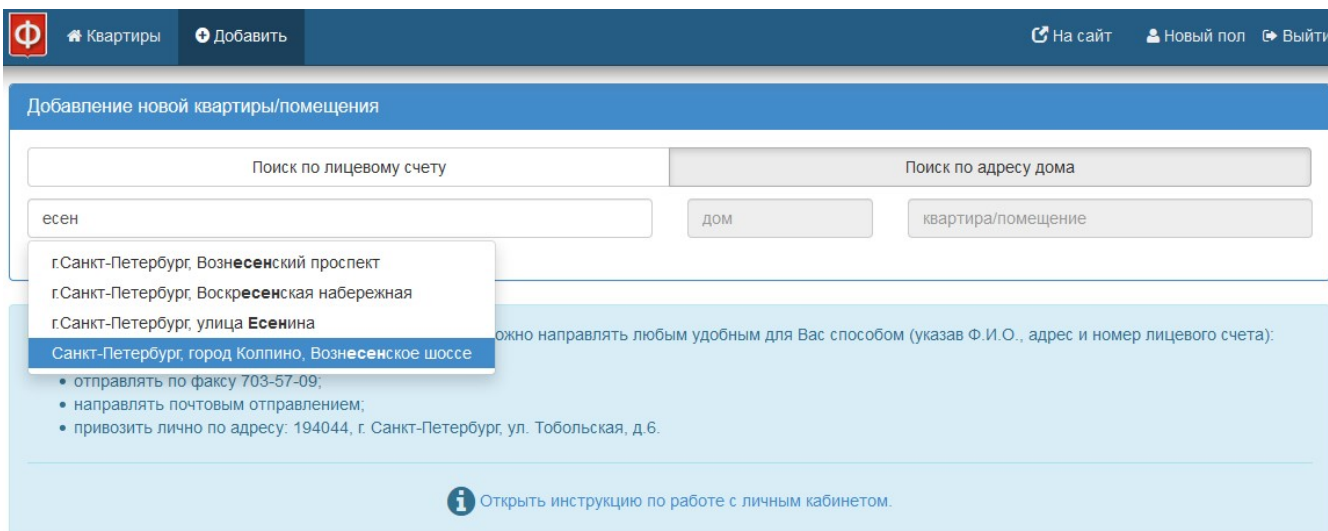 Ф Квартиры Добавить На сайт Новый пол Выйти
Добавление новой квартиры/помещения
Поиск по лицевому счету Поиск по адресу дома
есен дом квартира/помещение
г.Санкт-Петербург, Вознесенский проспект
г.Санкт-Петербург, Воскресенская набережная
г.Санкт-Петербург, улица Есенина
ожно направлять любым удобным для Вас способом (указав Ф.И.О., адрес и номер лицевого счета):
Санкт-Петербург, город Колпино, Вознесенское шоссе
• отправлять по факсу 703-57-09;
• направлять почтовым отправлением;
• привозить лично по адресу: 194044, г. Санкт-Петербург, ул. Тобольская, д.6.
Открыть инструкцию по работе с личным кабинетом.